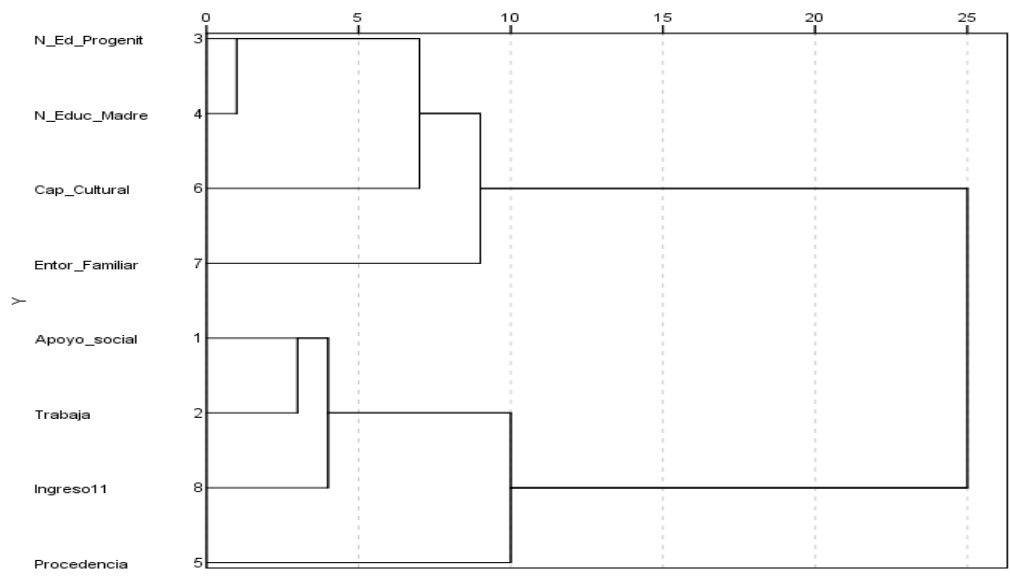 0 5 10 15 20 25
N_Ed_Progenit 3
N_Educ_Madre 4
Cap_Cultural 6
Entor_Familiar 7
Y
Apoyo_social 1
Trabaja 2
Ingreso11 8
Procedencia 5